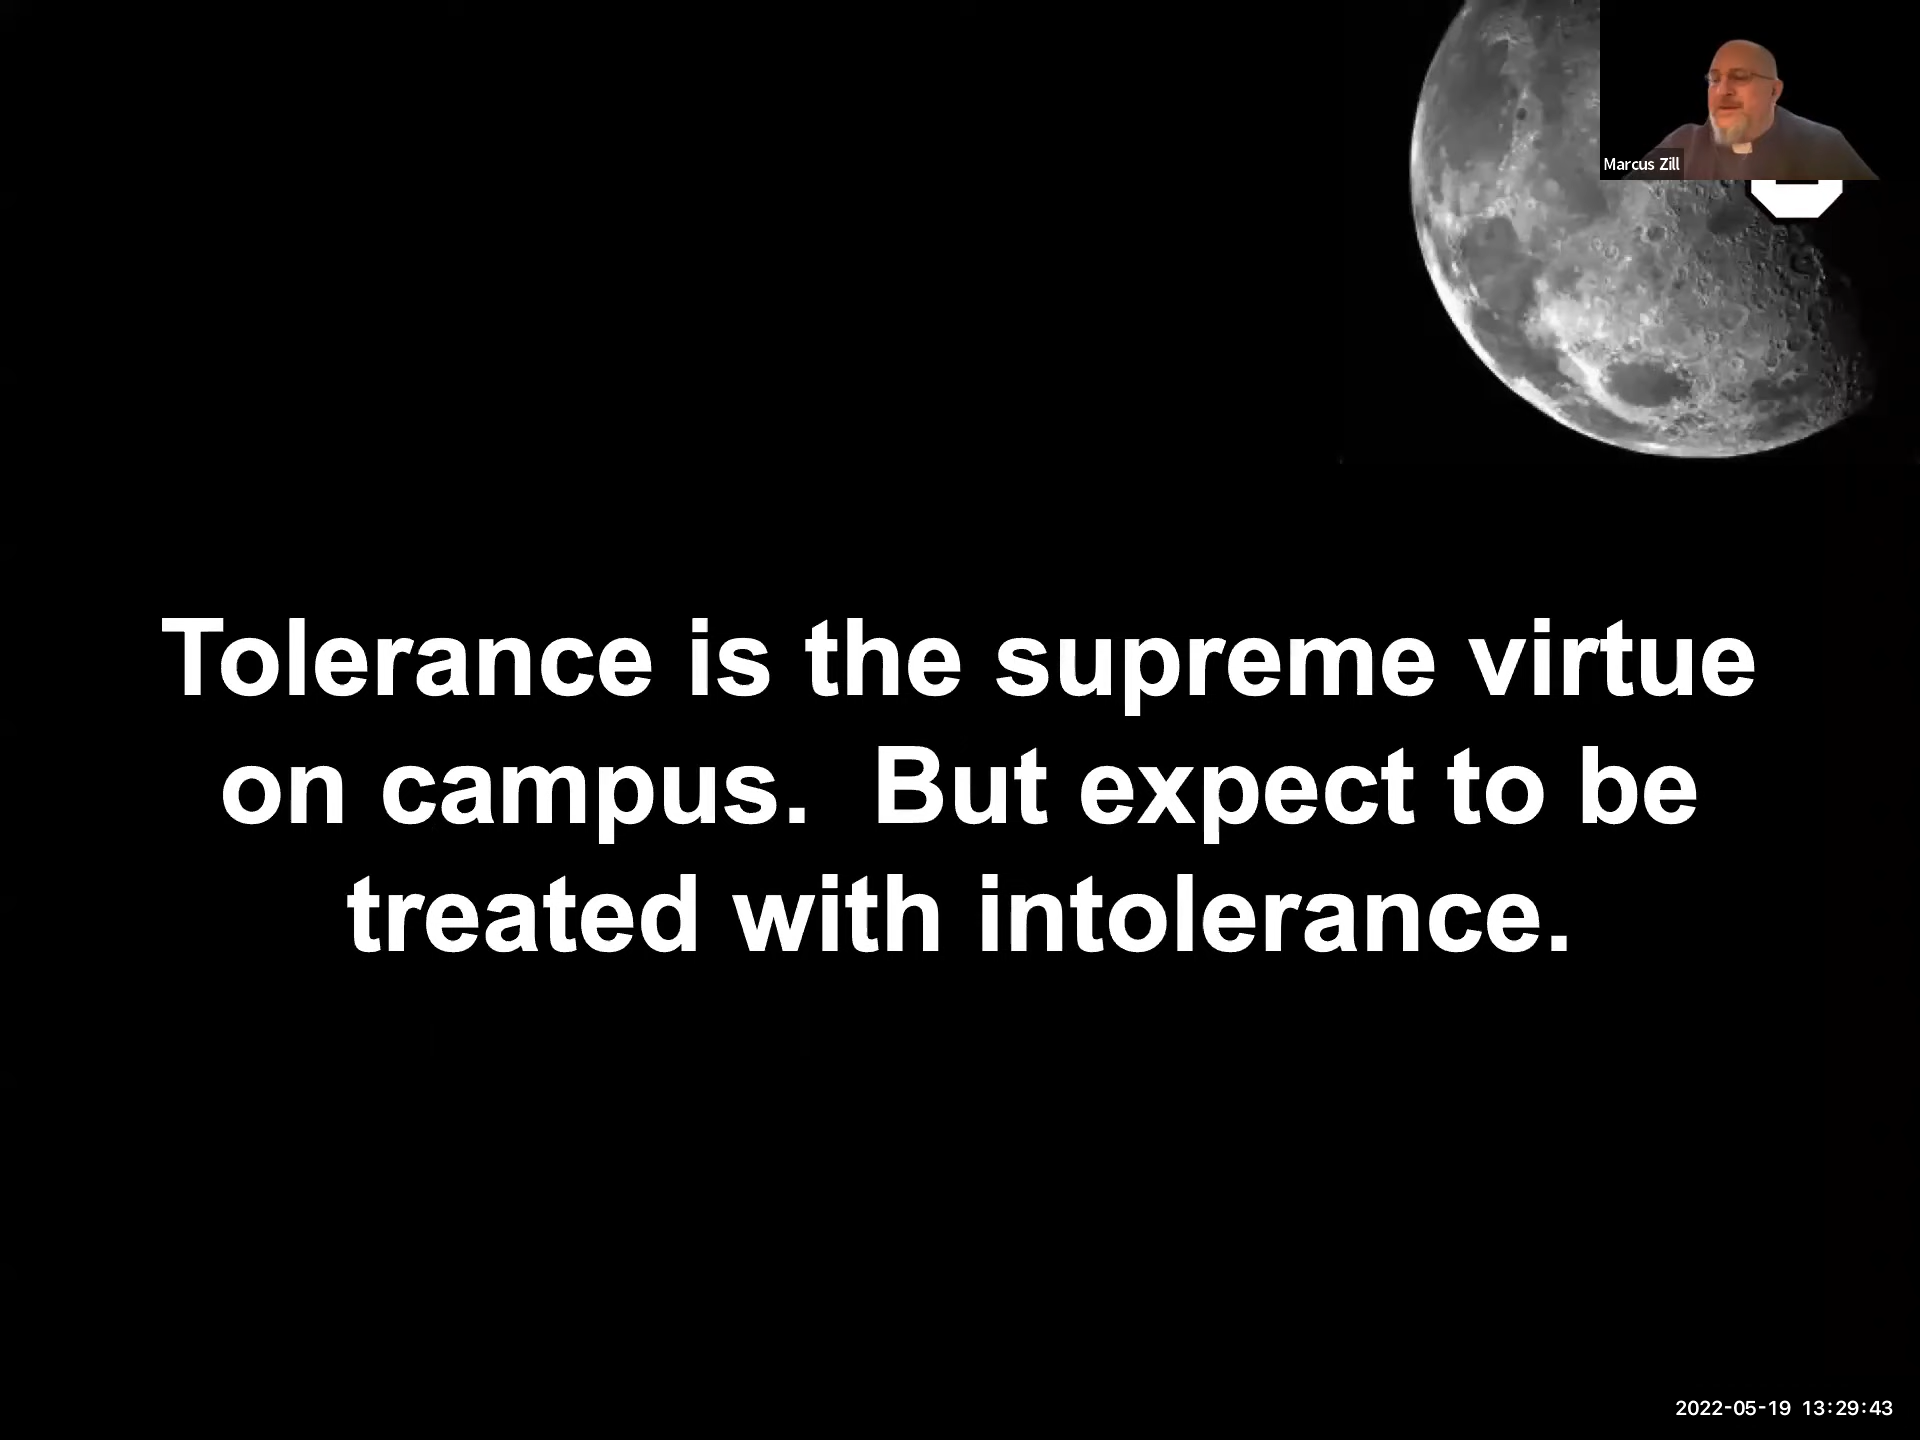 Marcus Zill
Tolerance is the supreme virtue
on campus.  But expect to be
treated with intolerance.
2022-05-19 13:29:43